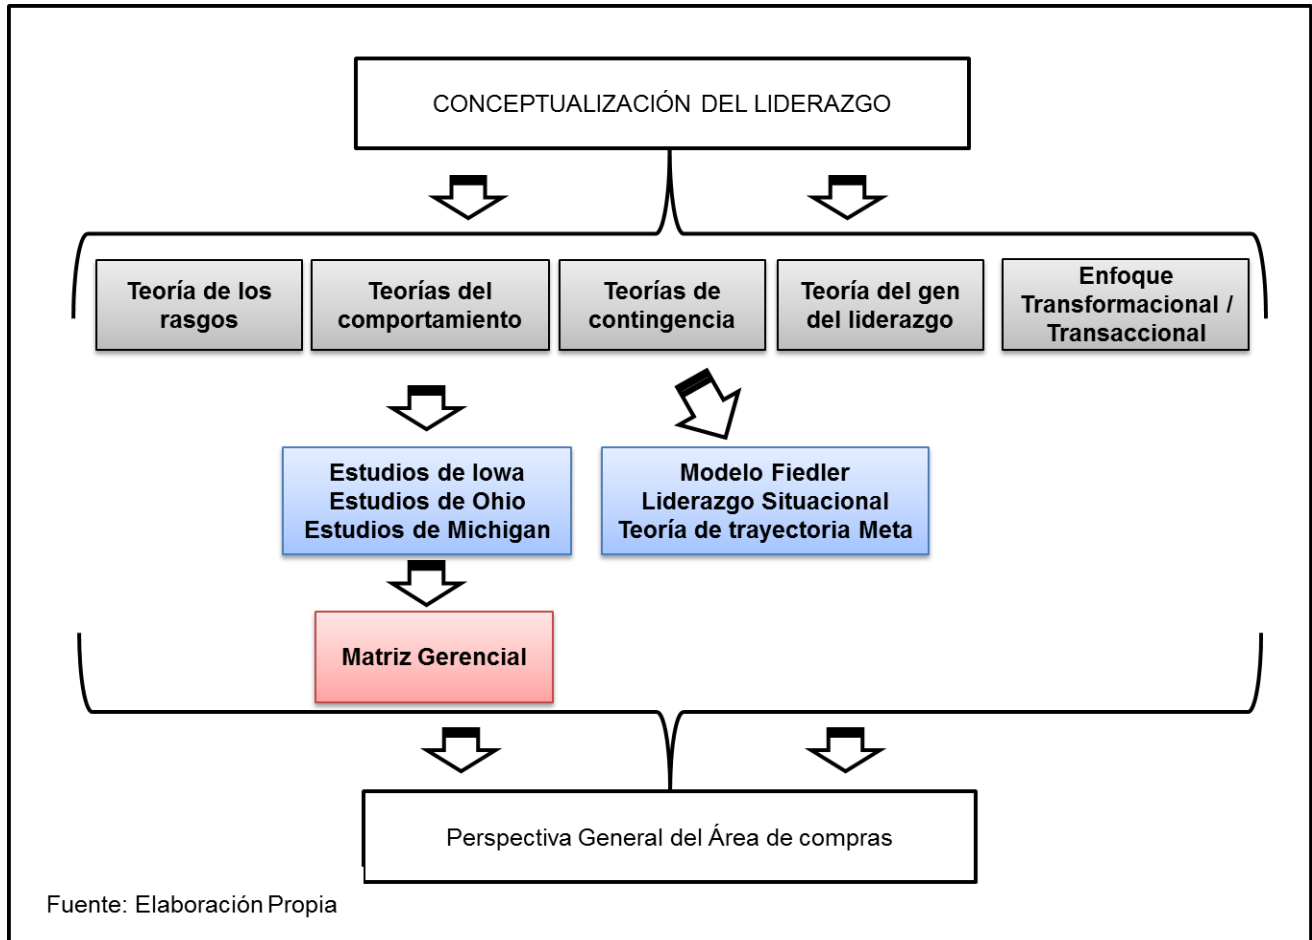 CONCEPTUALIZACIÓN DEL LIDERAZGO
Teoría de los
rasgos
Teorías del
comportamiento
Teorías de
contingencia
Teoría del gen
del liderazgo
Enfoque
Transformacional /
Transaccional
Estudios de Iowa
Estudios de Ohio
Estudios de Michigan
Modelo Fiedler
Liderazgo Situacional
Teoría de trayectoria Meta
Matriz Gerencial
Perspectiva General del Área de compras
Fuente: Elaboración Propia